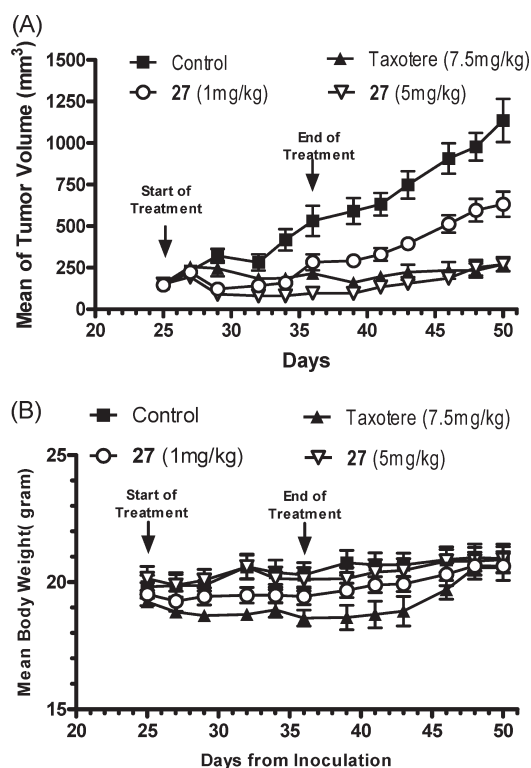 (A)
1500
1250
1000
750
500
250
0
Mean of Tumor Volume (mm³)
Control
Taxotere (7.5mg/kg)
27 (1mg/kg)
27 (5mg/kg)
Start of
Treatment
End of
Treatment
20 25 30 35 40 45 50
Days
(B)
Control
Taxotere (7.5mg/kg)
27 (1mg/kg)
27 (5mg/kg)
25
20
15
Mean Body Weight( gram)
Start of
Treatment
End of
Treatment
20 25 30 35 40 45 50
Days from Inoculation